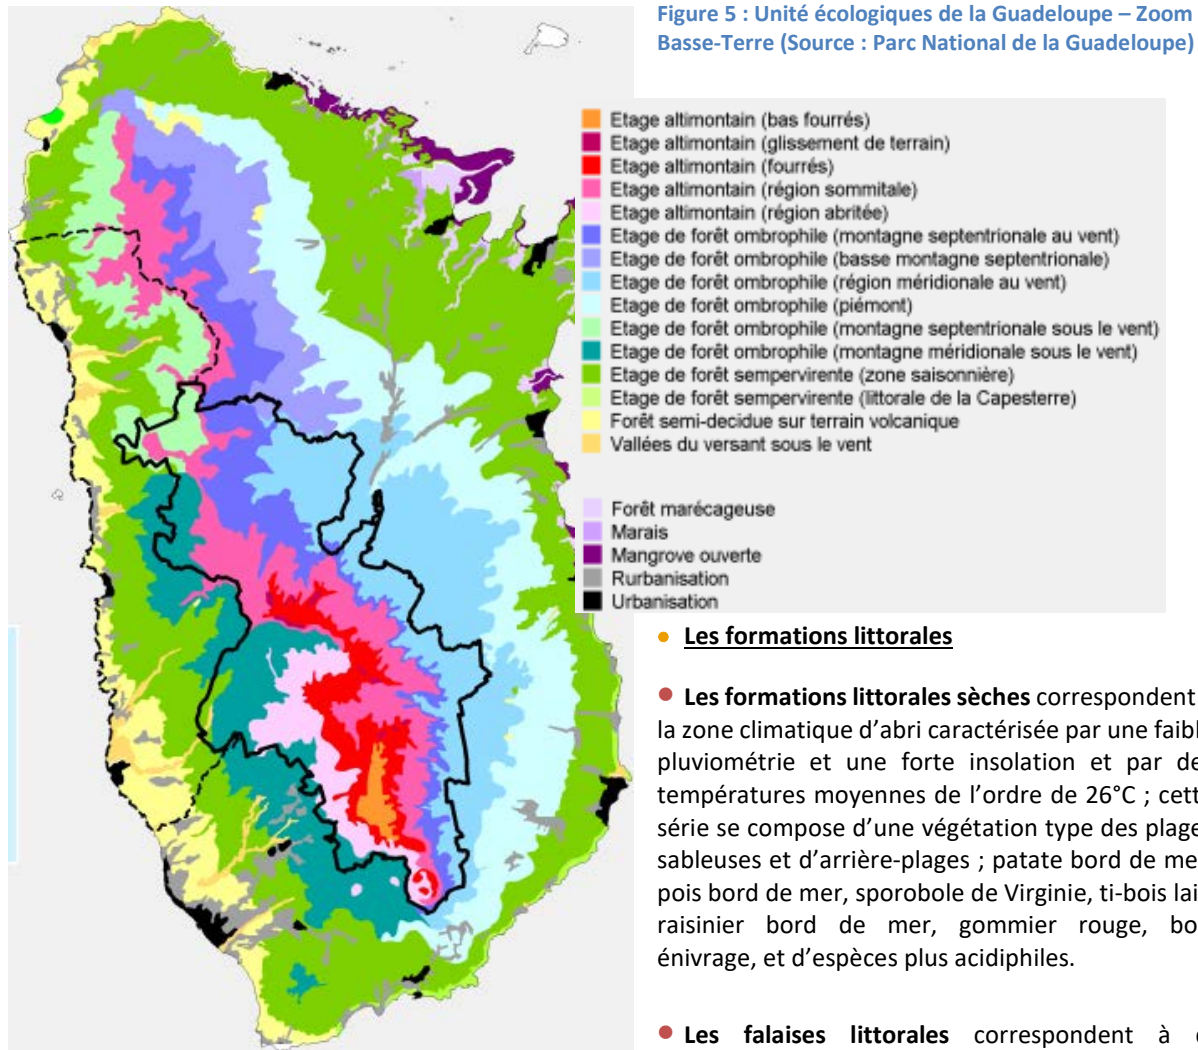 Figure 5 : Unité écologiques de la Guadeloupe – Zoom
Basse-Terre (Source : Parc National de la Guadeloupe)
Etage altimontain (bas fourrés)
Etage altimontain (glissement de terrain)
Etage altimontain (fourrés)
Etage altimontain (région sommitale)
Etage altimontain (région abritée)
Etage de forêt ombrophile (montagne septentrionale au vent)
Etage de forêt ombrophile (basse montagne septentrionale)
Etage de forêt ombrophile (région méridionale au vent)
Etage de forêt ombrophile (piémont)
Etage de forêt ombrophile (montagne septentrionale sous le vent)
Etage de forêt ombrophile (montagne méridionale sous le vent)
Etage de forêt sempervirente (zone saisonnière)
Etage de forêt sempervirente (littorale de la Capesterre)
Forêt semi-decidue sur terrain volcanique
Vallées du versant sous le vent
Forêt marécageuse
Marais
Mangrove ouverte
Rurbanisation
Urbanisation
• Les formations littorales
• Les formations littorales sèches correspondent
la zone climatique d'abri caractérisée par une faibl
pluviométrie et une forte insolation et par de
températures moyennes de l'ordre de 26°C ; cett
série se compose d'une végétation type des plage
sableuses et d'arrière-plages ; patate bord de me
pois bord de mer, sporobole de Virginie, ti-bois lai
raisinier bord de mer, gommier rouge, bo
énivrage, et d'espèces plus acidiphiles.
• Les falaises littorales correspondent à